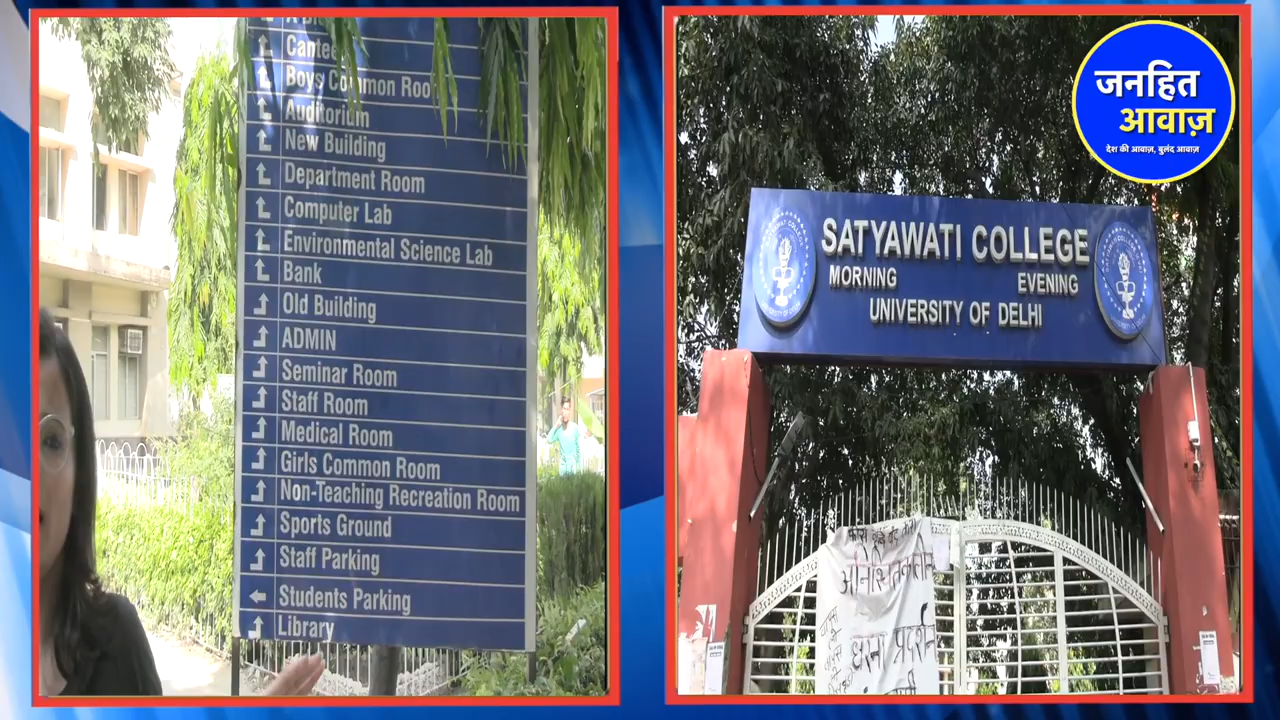 Boys Common Roo
Auditorium
New Building
Department Room
Computer Lab
Environmental Science Lab
Bank
Old Building
ADMIN
Seminar Room
Staff Room
Medical Room
Girls Common Room
Non-Teaching Recreation Room
Sports Ground
Staff Parking
Students Parking
Library
जनहित
आवाज़
देश की आवाज़, बुलंद आवाज़
SATYAWATI COLLEGE
MORNING EVENING
UNIVERSITY OF DELHI
धरना प्रदर्शन